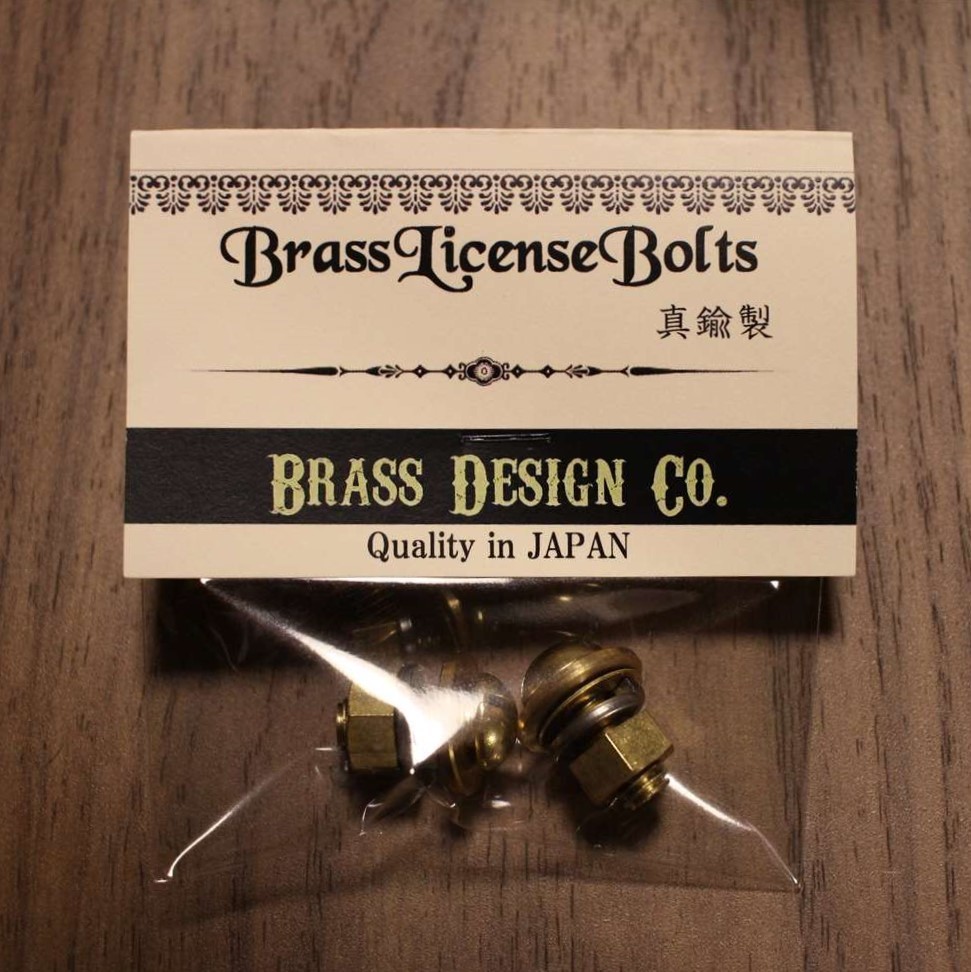 BrassLicenseBolts
真鍮製
BRASS DESIGN CO.
Quality in JAPAN